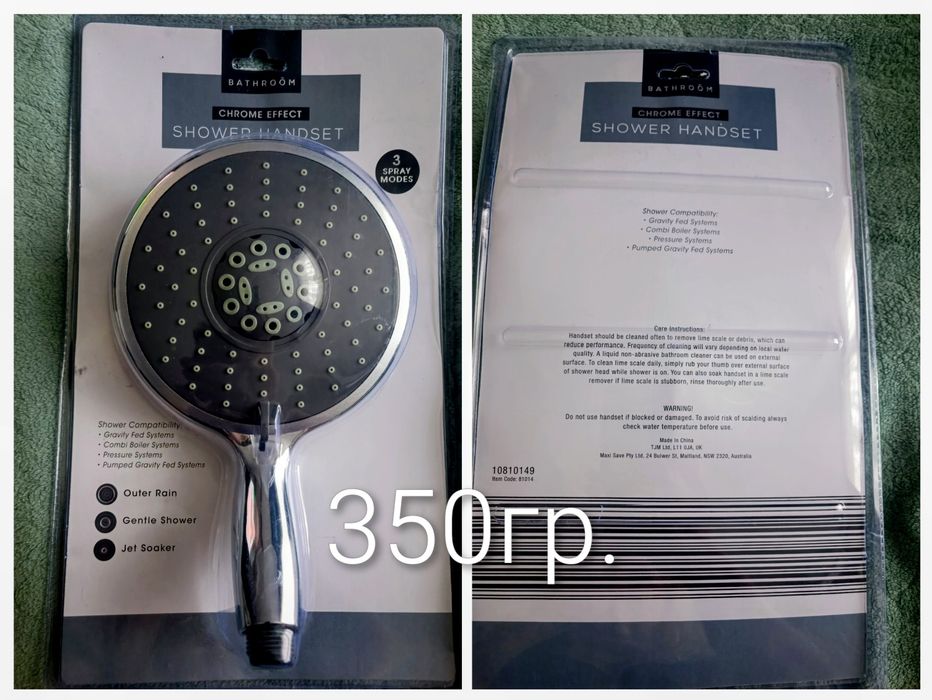 BATHROŌM
CHROME EFFECT
SHOWER HANDSET
3
SPRAY
MODES
Shower Compatibility:
• Gravity Fed Systems
• Combi Boiler Systems
• Pressure Systems
• Pumped Gravity Fed Systems
Outer Rain
Gentle Shower
Jet Soaker
BATHROŌM
CHROME EFFECT
SHOWER HANDSET
Shower Compatibility:
• Gravity Fed Systems
• Combi Boiler Systems
• Pressure Systems
• Pumped Gravity Fed Systems
Care Instructions:
Handset should be cleaned often to remove lime scale or debris, which can
reduce performance. Frequency of cleaning will vary depending on local water
quality. A liquid non-abrasive bathroom cleaner can be used on external
surface. To clean lime scale daily, simply rub your thumb over external surface
of shower head while shower is on. You can also soak handset in a lime scale
remover if lime scale is stubborn, rinse thoroughly after use.
WARNING!
Do not use handset if blocked or damaged. To avoid risk of scalding always
check water temperature before use.
Made in China
TJM Ltd, L11 0JA, UK
Maxi Save Pty Ltd. 24 Bulwer St, Maitland, NSW 2320, Australia
10810149
Item Code: 81014
350гр.